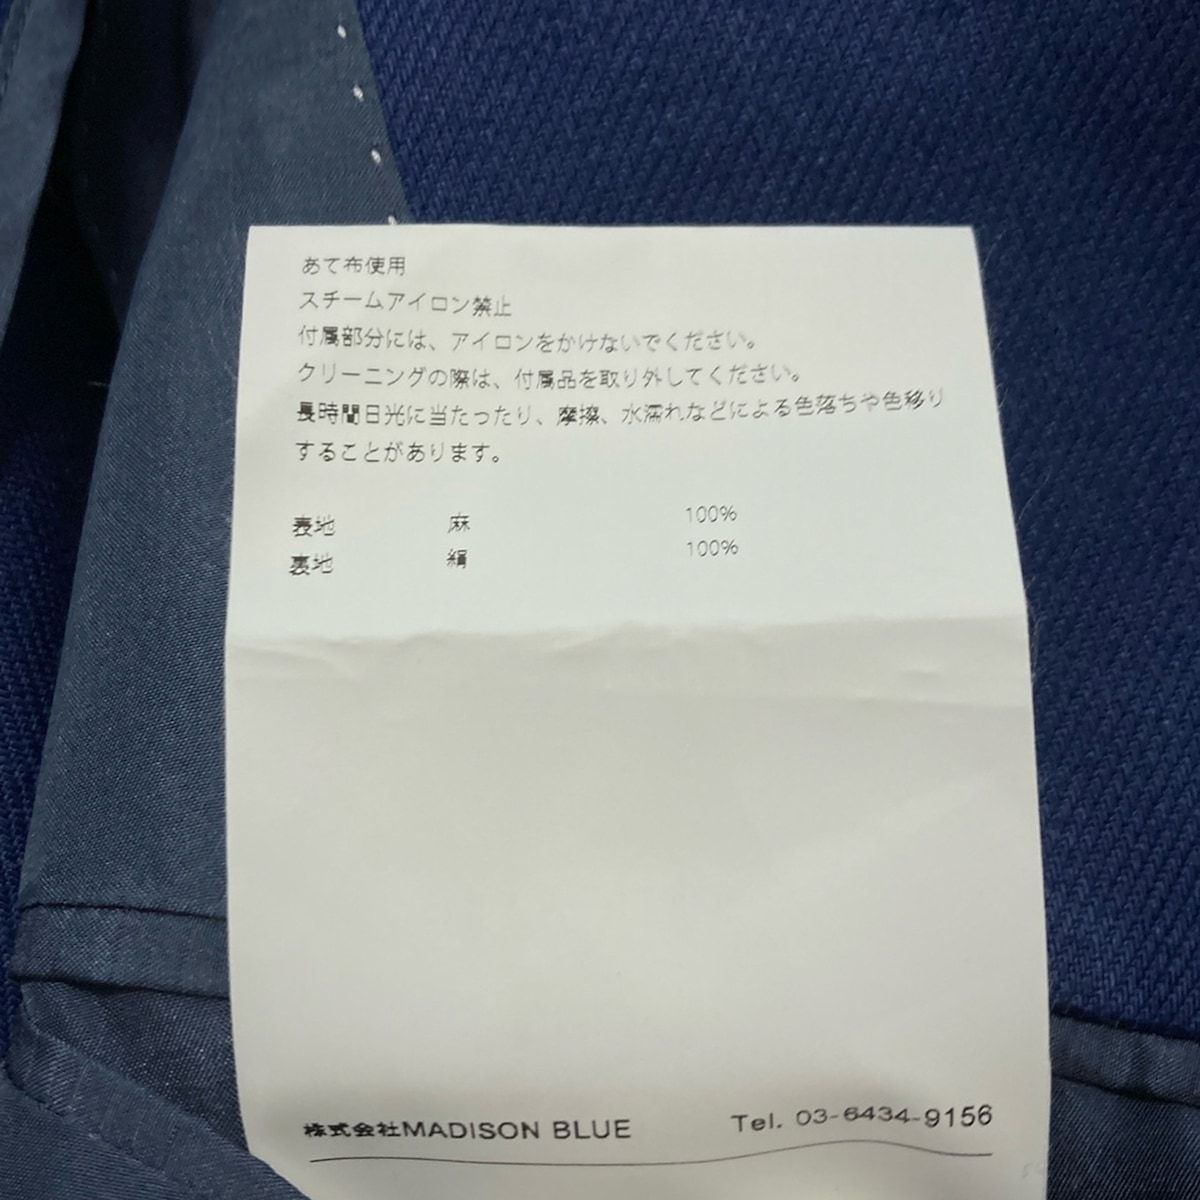 あて布使用
スチームアイロン禁止
付属部分には、アイロンをかけないでください。
クリーニングの際は、付属品を取り外してください。
長時間日光に当たったり、摩擦、水濡れなどによる色落ちや色移り
することがあります。
表地 麻 100%
裏地 絹 100%
株式会社MADISON BLUE Tel. 03-6434-9156